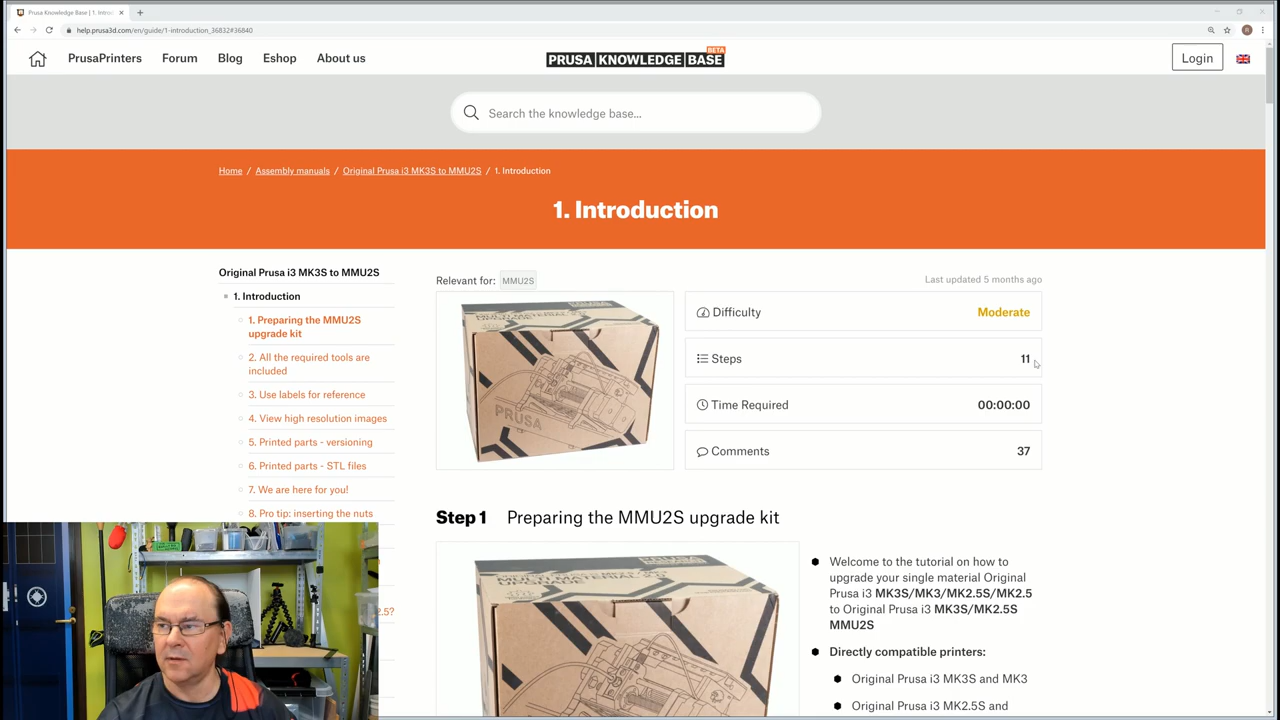 Prusa Knowledge Base | 1. Intro
help.prusa3d.com/en/guide/1-introduction_36832#36840
PrusaPrinters Forum Blog Eshop About us
PRUSA KNOWLEDGE BASE
BETA
Login
Search the knowledge base...
Home / Assembly manuals / Original Prusa i3 MK3S to MMU2S / 1. Introduction
1. Introduction
Original Prusa i3 MK3S to MMU2S
1. Introduction
1. Preparing the MMU2S
upgrade kit
2. All the required tools are
included
3. Use labels for reference
4. View high resolution images
5. Printed parts - versioning
6. Printed parts - STL files
7. We are here for you!
8. Pro tip: inserting the nuts
2.5?
Relevant for: MMU2S
Last updated 5 months ago
PRUSA
Difficulty Moderate
Steps 11
Time Required 00:00:00
Comments 37
Step 1 Preparing the MMU2S upgrade kit
Welcome to the tutorial on how to
upgrade your single material Original
Prusa i3 MK3S/MK3/MK2.5S/MK2.5
to Original Prusa i3 MK3S/MK2.5S
MMU2S
Directly compatible printers:
Original Prusa i3 MK3S and MK3
Original Prusa i3 MK2.5S and